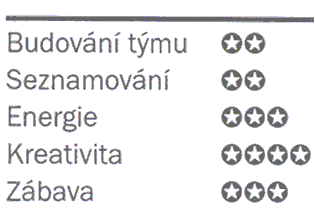 Budování týmu ✪✪
Seznamování ✪✪
Energie ✪✪✪
Kreativita ✪✪✪✪
Zábava ✪✪✪